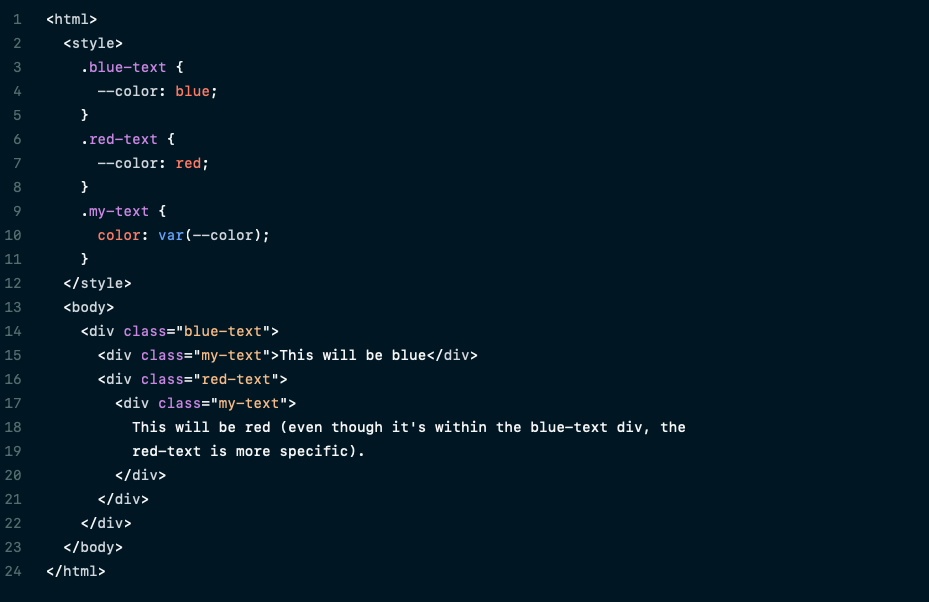 1 <html>
2 <style>
3 .blue-text {
4 --color: blue;
5 }
6 .red-text {
7 --color: red;
8 }
9 .my-text {
10 color: var(--color);
11 }
12 </style>
13 <body>
14 <div class="blue-text">
15 <div class="my-text">This will be blue</div>
16 <div class="red-text">
17 <div class="my-text">
18 This will be red (even though it's within the blue-text div, the
19 red-text is more specific).
20 </div>
21 </div>
22 </div>
23 </body>
24 </html>